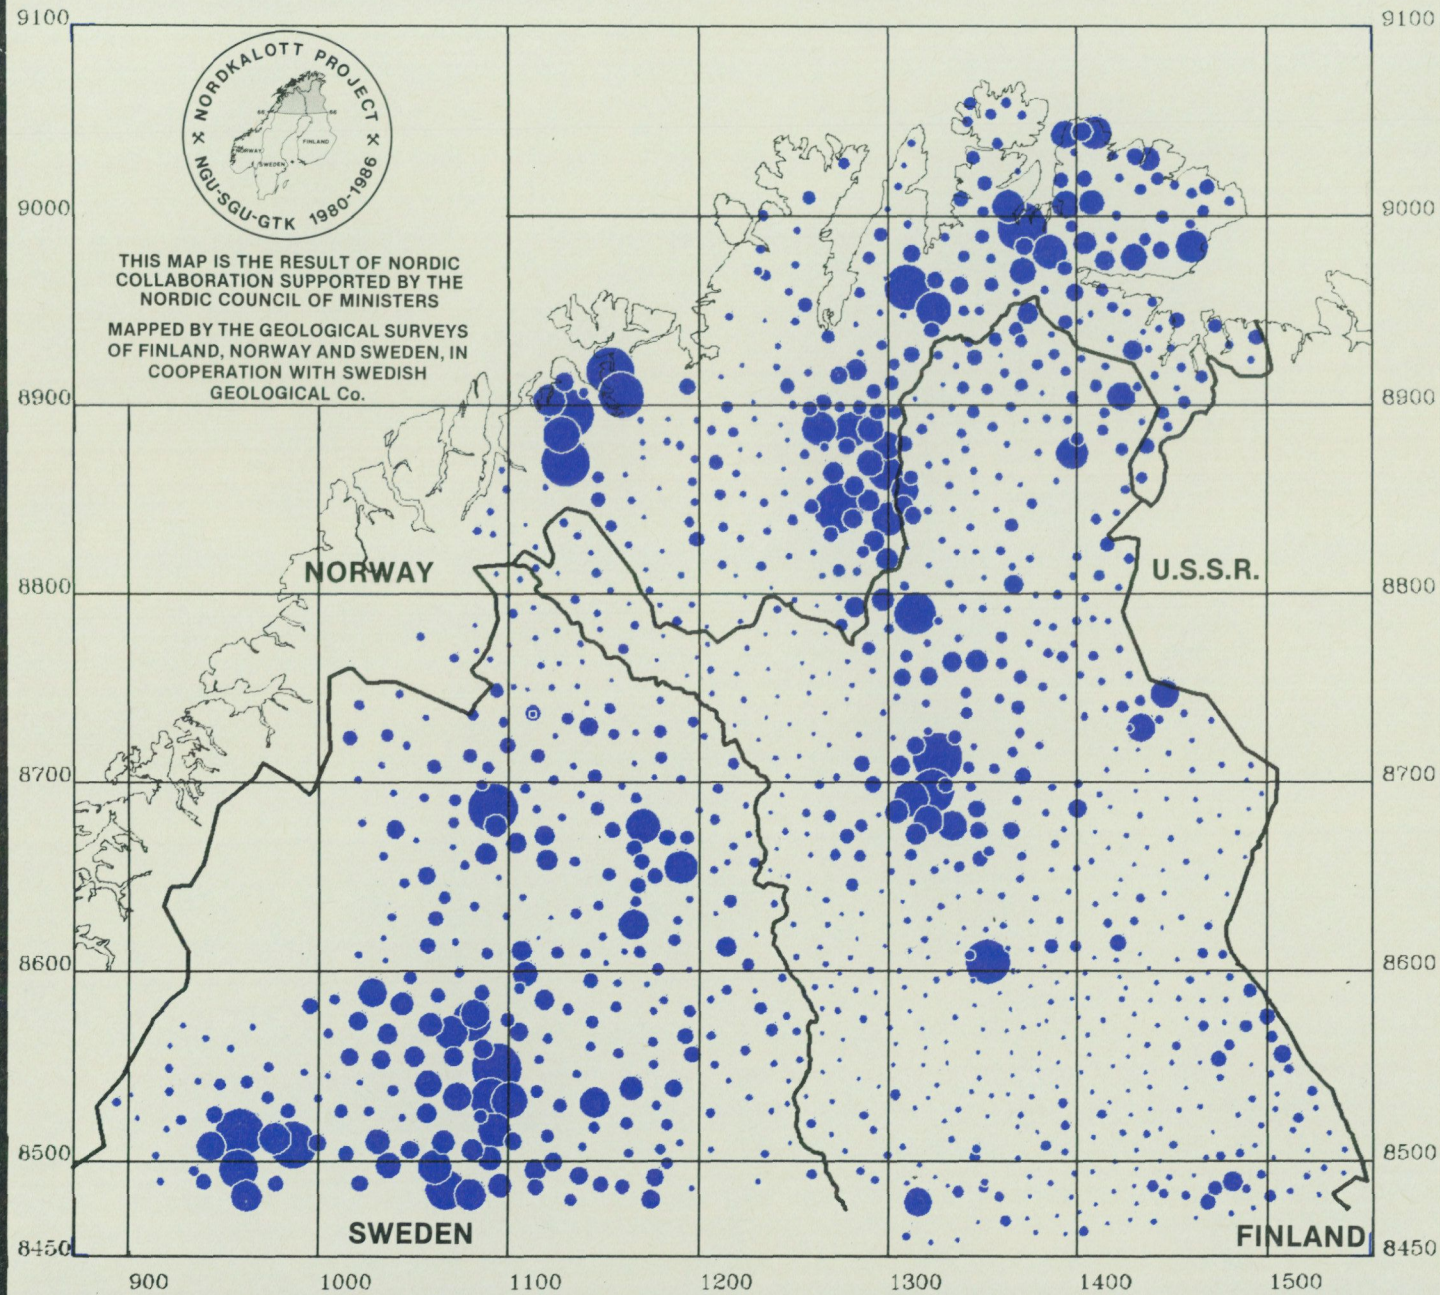 9100
9100
NORDKALOTT PROJECT
NORWAY
SWEDEN
FINLAND
NGU-SGU-GTK 1980-1986
9000
9000
THIS MAP IS THE RESULT OF NORDIC
COLLABORATION SUPPORTED BY THE
NORDIC COUNCIL OF MINISTERS
MAPPED BY THE GEOLOGICAL SURVEYS
OF FINLAND, NORWAY AND SWEDEN, IN
COOPERATION WITH SWEDISH
GEOLOGICAL Co.
8900
8900
NORWAY
U.S.S.R.
8800
8800
8700
8700
8600
8600
8500
8500
SWEDEN
FINLAND
8450
8450
900
1000
1100
1200
1300
1400
1500